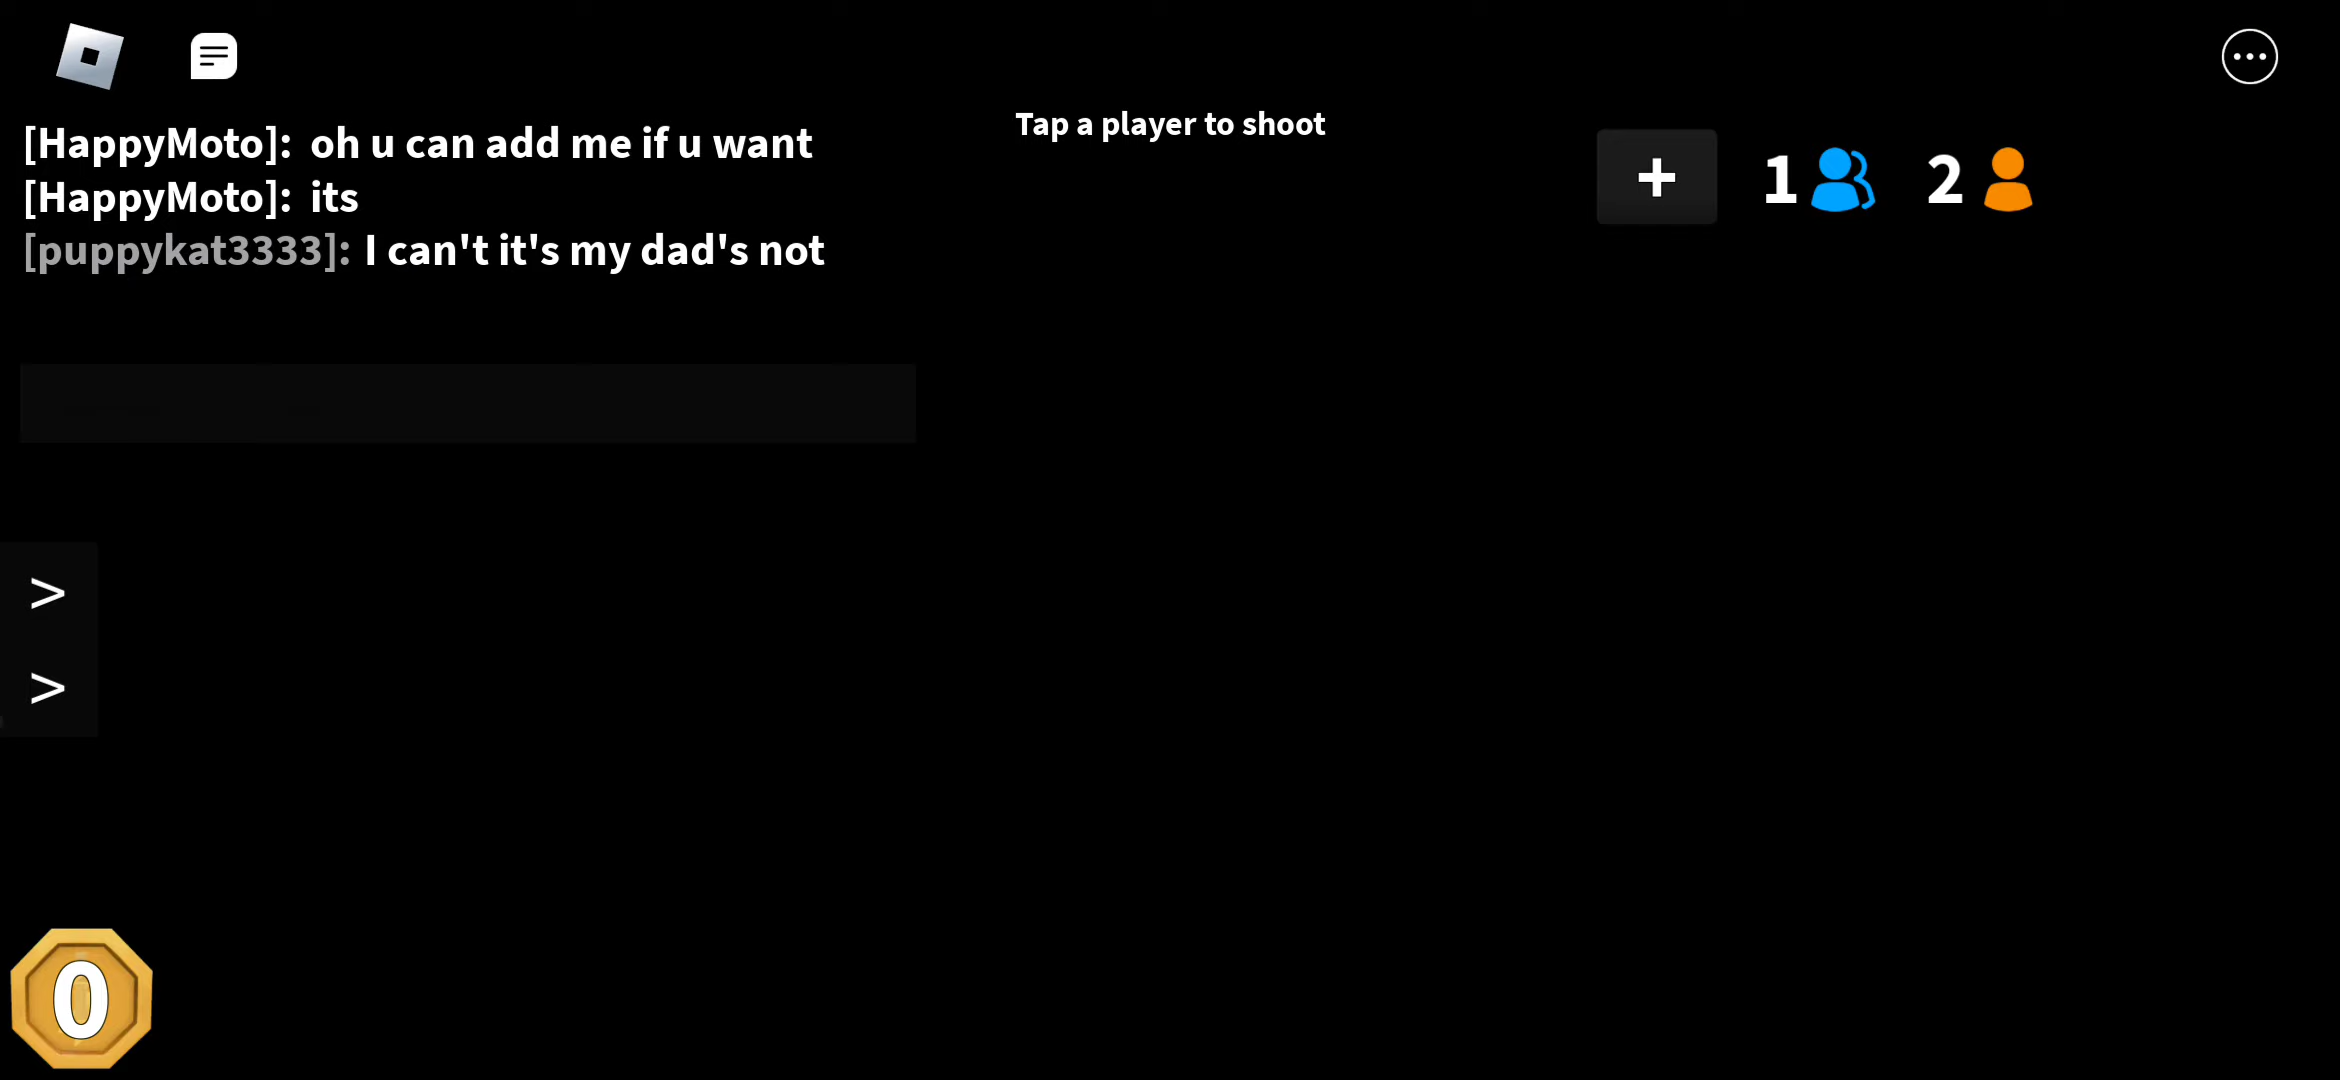 [HappyMoto]: oh u can add me if u want
[HappyMoto]: its
[puppykat3333]: I can't it's my dad's not
Tap a player to shoot
+
1
2
>
>
0